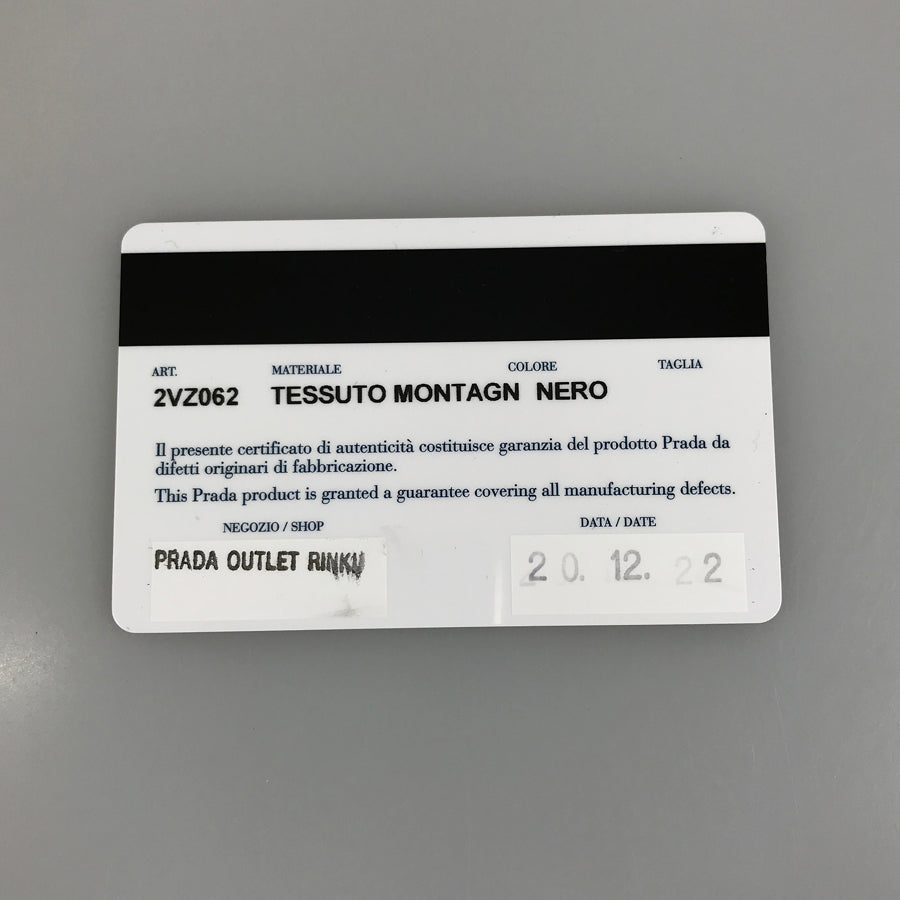 ART. MATERIALE COLORE TAGLIA
2VZ062 TESSUTO MONTAGN NERO
Il presente certificato di autenticità costituisce garanzia del prodotto Prada da
difetti originari di fabbricazione.
This Prada product is granted a guarantee covering all manufacturing defects.
NEGOZIO / SHOP DATA / DATE
PRADA OUTLET RINKU 20. 12. 22